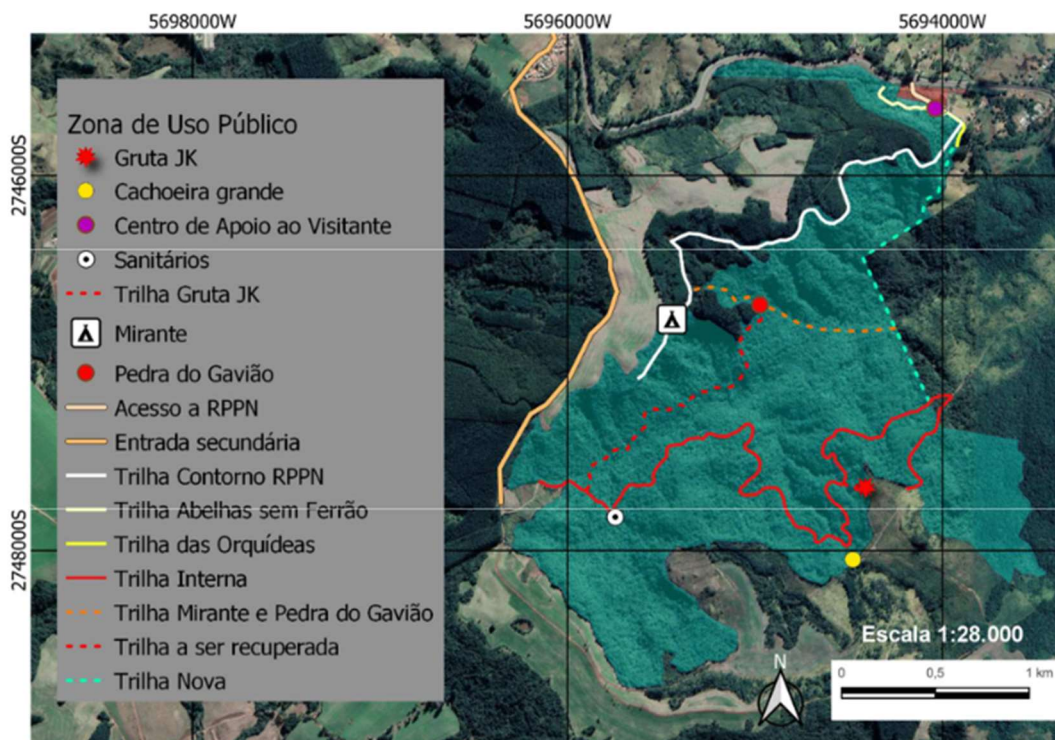 5698000W
5696000W
5694000W
2746000S
2748000S
Zona de Uso Público
Gruta JK
Cachoeira grande
Centro de Apoio ao Visitante
Sanitários
Trilha Gruta JK
Mirante
Pedra do Gavião
Acesso a RPPN
Entrada secundária
Trilha Contorno RPPN
Trilha Abelhas sem Ferrão
Trilha das Orquídeas
Trilha Interna
Trilha Mirante e Pedra do Gavião
Trilha a ser recuperada
Trilha Nova
Escala 1:28.000
N
0 0,5 1 km